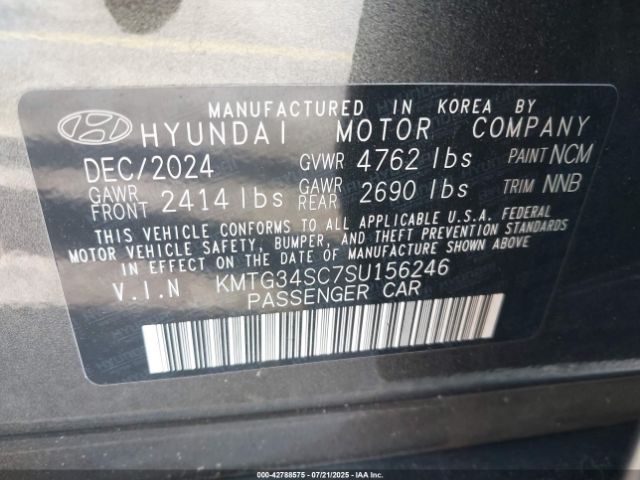 MANUFACTURED IN KOREA BY
HYUNDAI MOTOR COMPANY
DEC/2024 GVWR 4762 lbs PAINT NCM
GAWR FRONT 2414 lbs GAWR REAR 2690 lbs TRIM NNB
THIS VEHICLE CONFORMS TO ALL APPLICABLE U.S.A. FEDERAL
MOTOR VEHICLE SAFETY, BUMPER, AND THEFT PREVENTION STANDARDS
IN EFFECT ON THE DATE OF MANUFACTURE SHOWN ABOVE
V.I.N KMTG34SC7SU156246
PASSENGER CAR
000-42788575 - 07/21/2025 - IAA Inc.